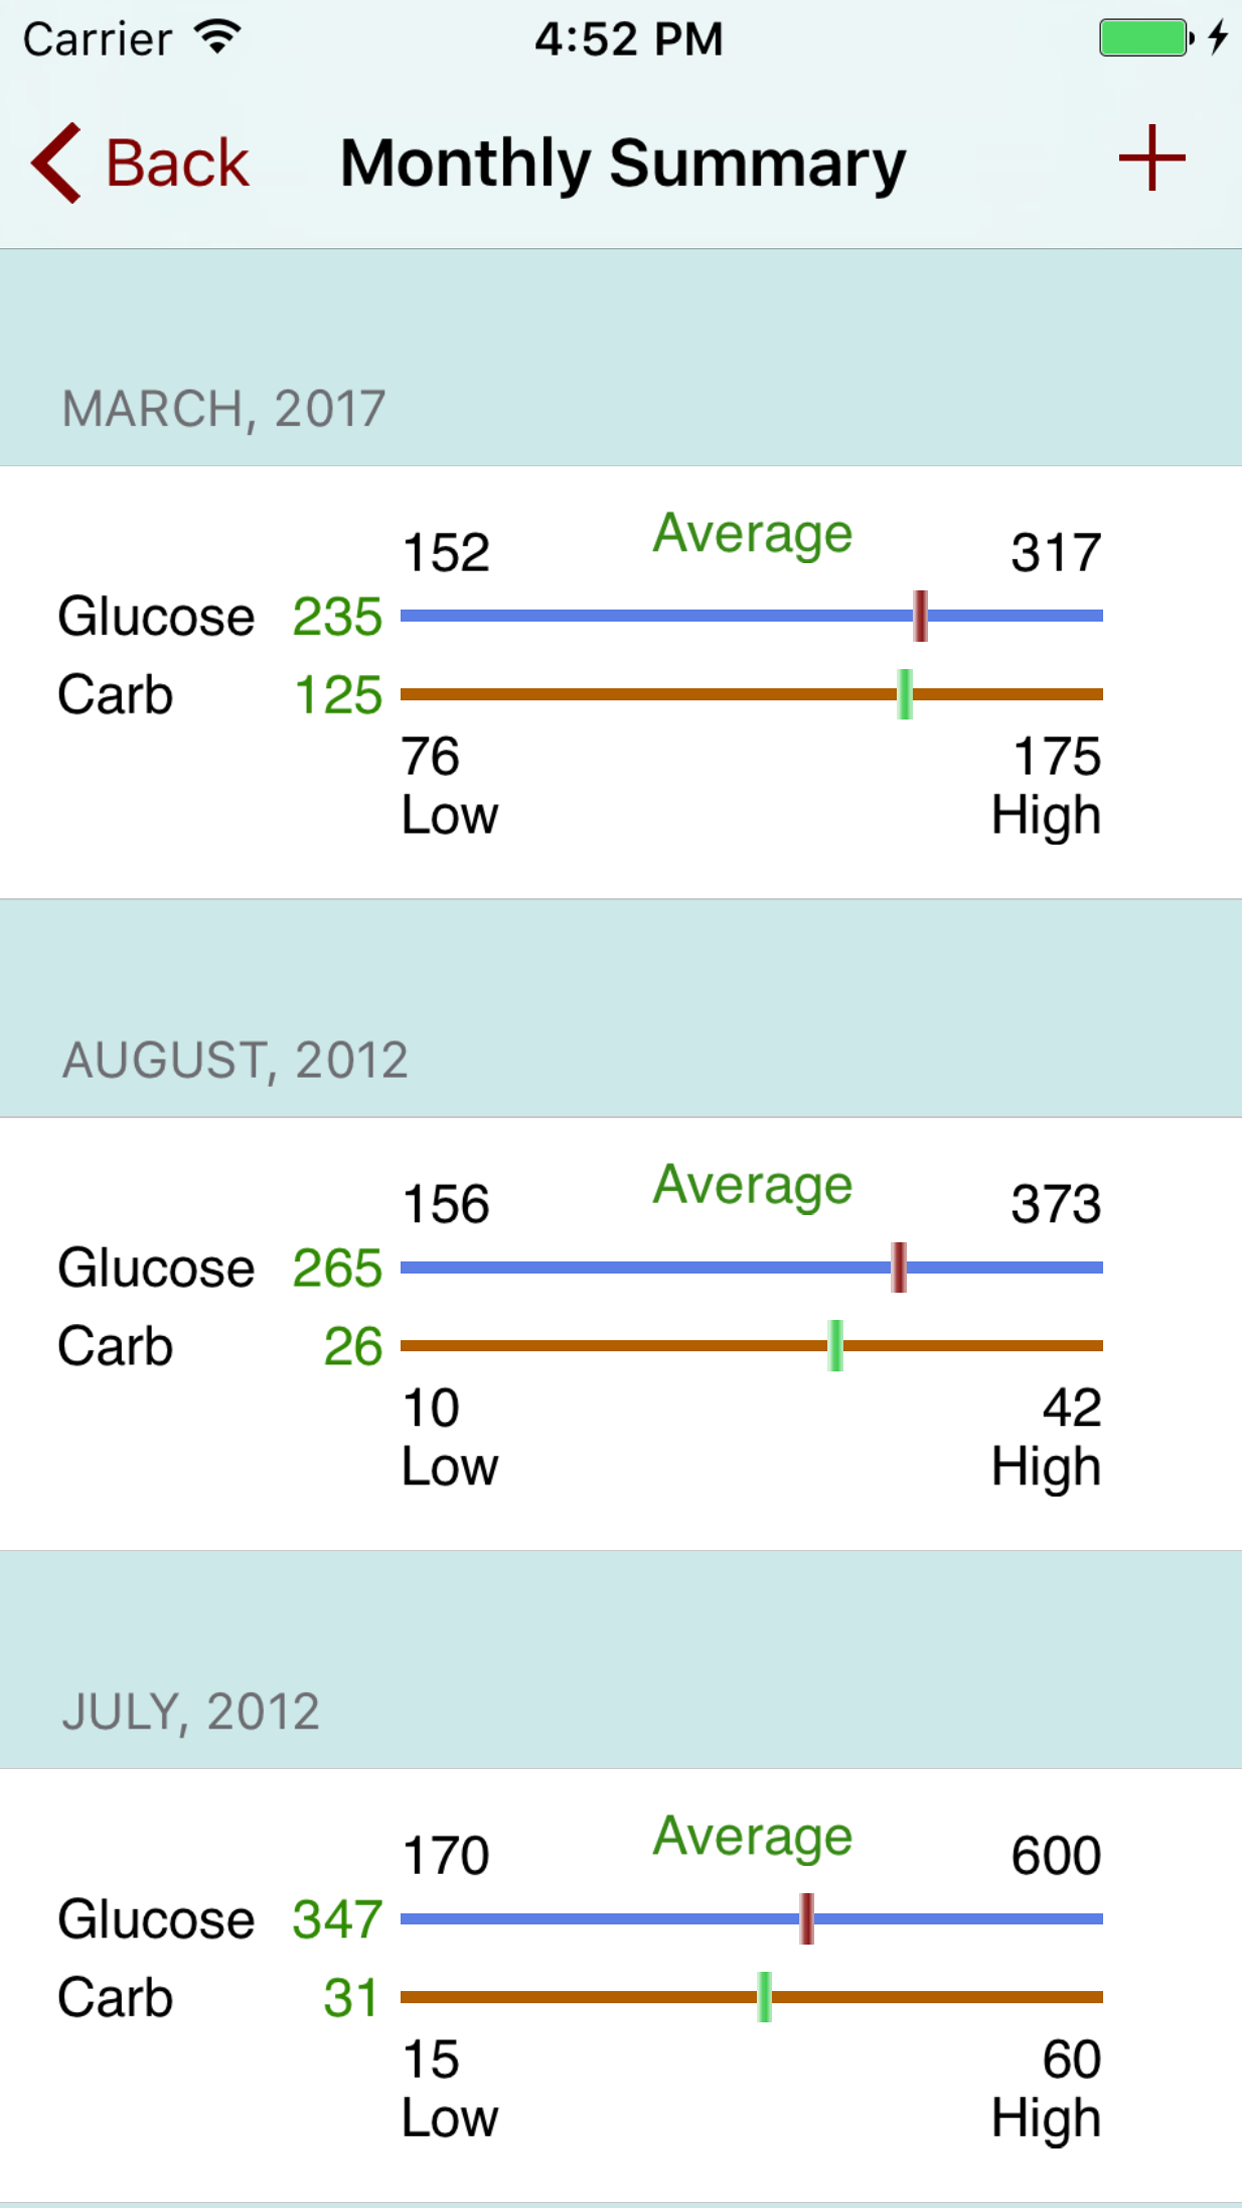 Carrier 4:52 PM
Back Monthly Summary +
MARCH, 2017
152 Average 317
Glucose 235
Carb 125
76 175
Low High
AUGUST, 2012
156 Average 373
Glucose 265
Carb 26
10 42
Low High
JULY, 2012
170 Average 600
Glucose 347
Carb 31
15 60
Low High